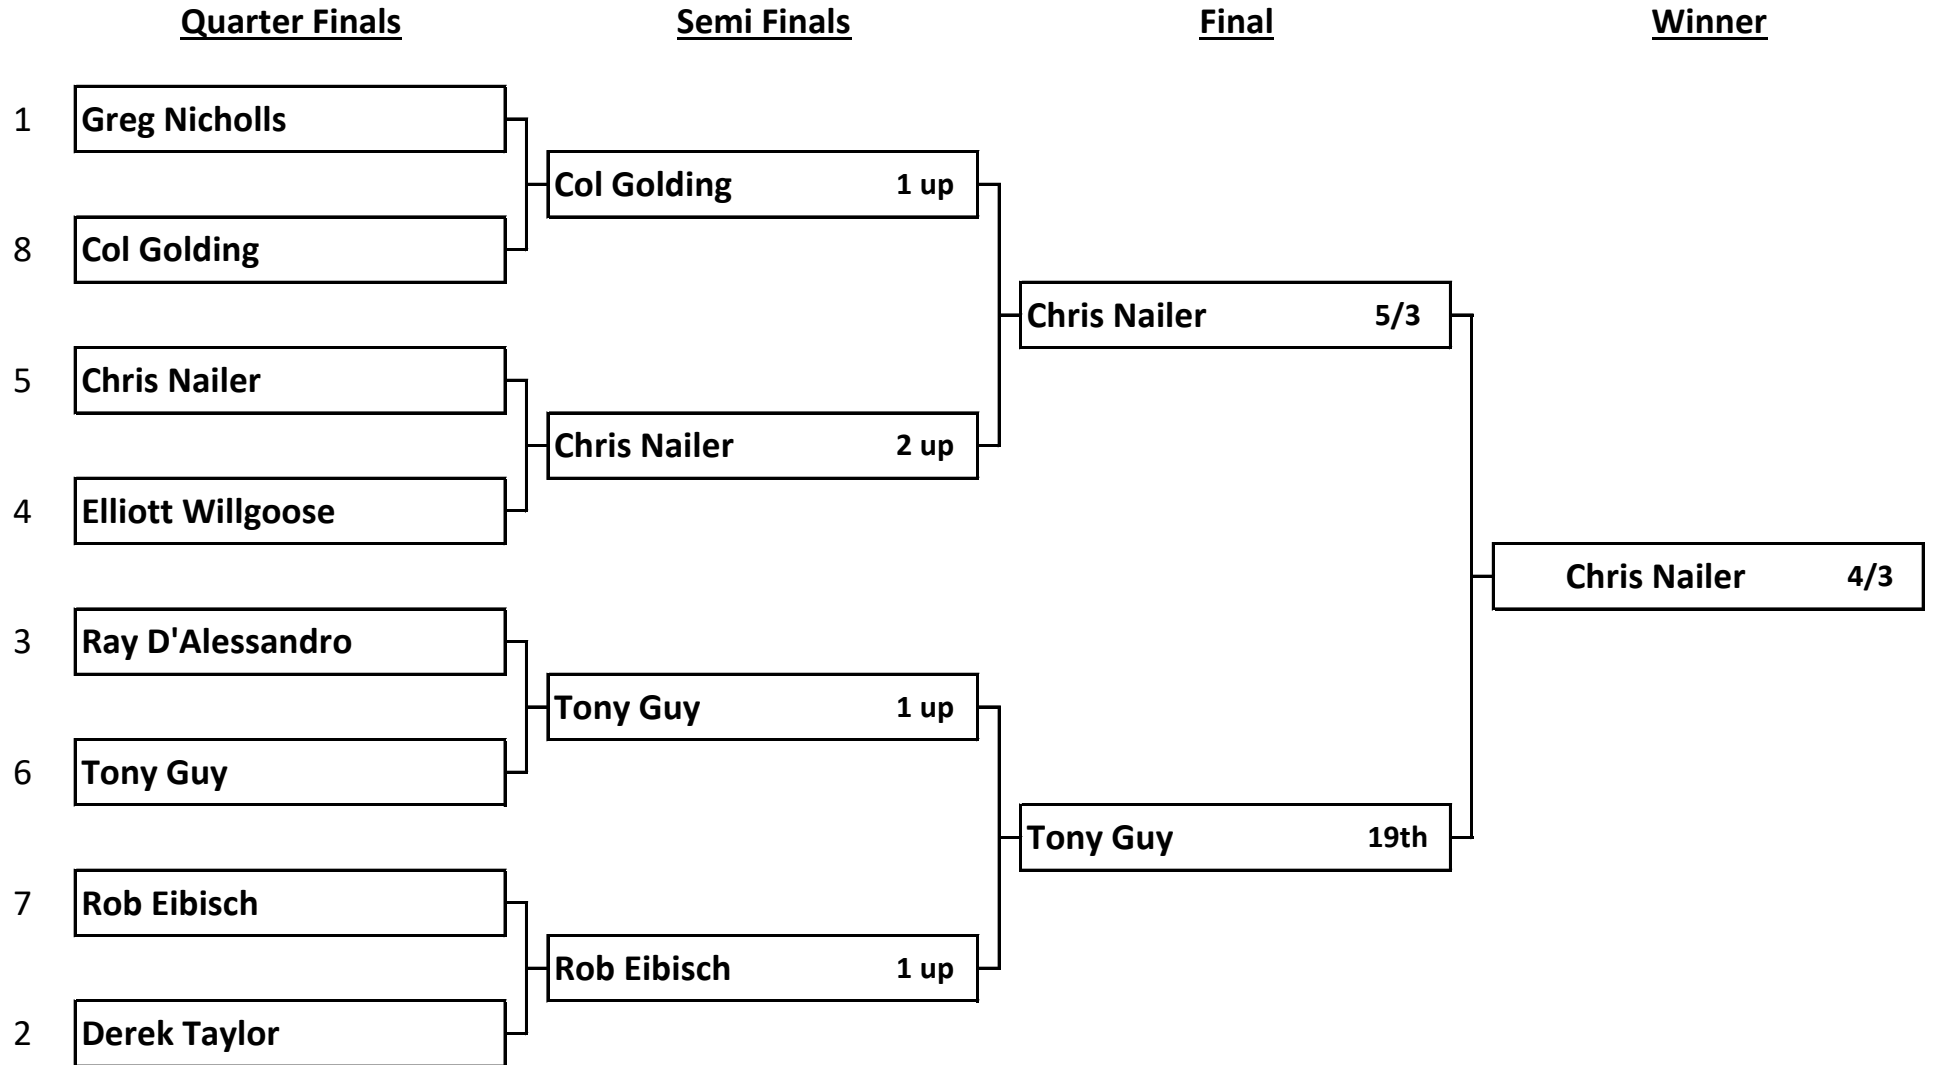 Quarter Finals Semi Finals Final Winner
1 Greg Nicholls
Col Golding 1 up
8 Col Golding
Chris Nailer 5/3
5 Chris Nailer
Chris Nailer 2 up
4 Elliott Willgoose
Chris Nailer 4/3
3 Ray D'Alessandro
Tony Guy 1 up
6 Tony Guy
Tony Guy 19th
7 Rob Eibisch
Rob Eibisch 1 up
2 Derek Taylor